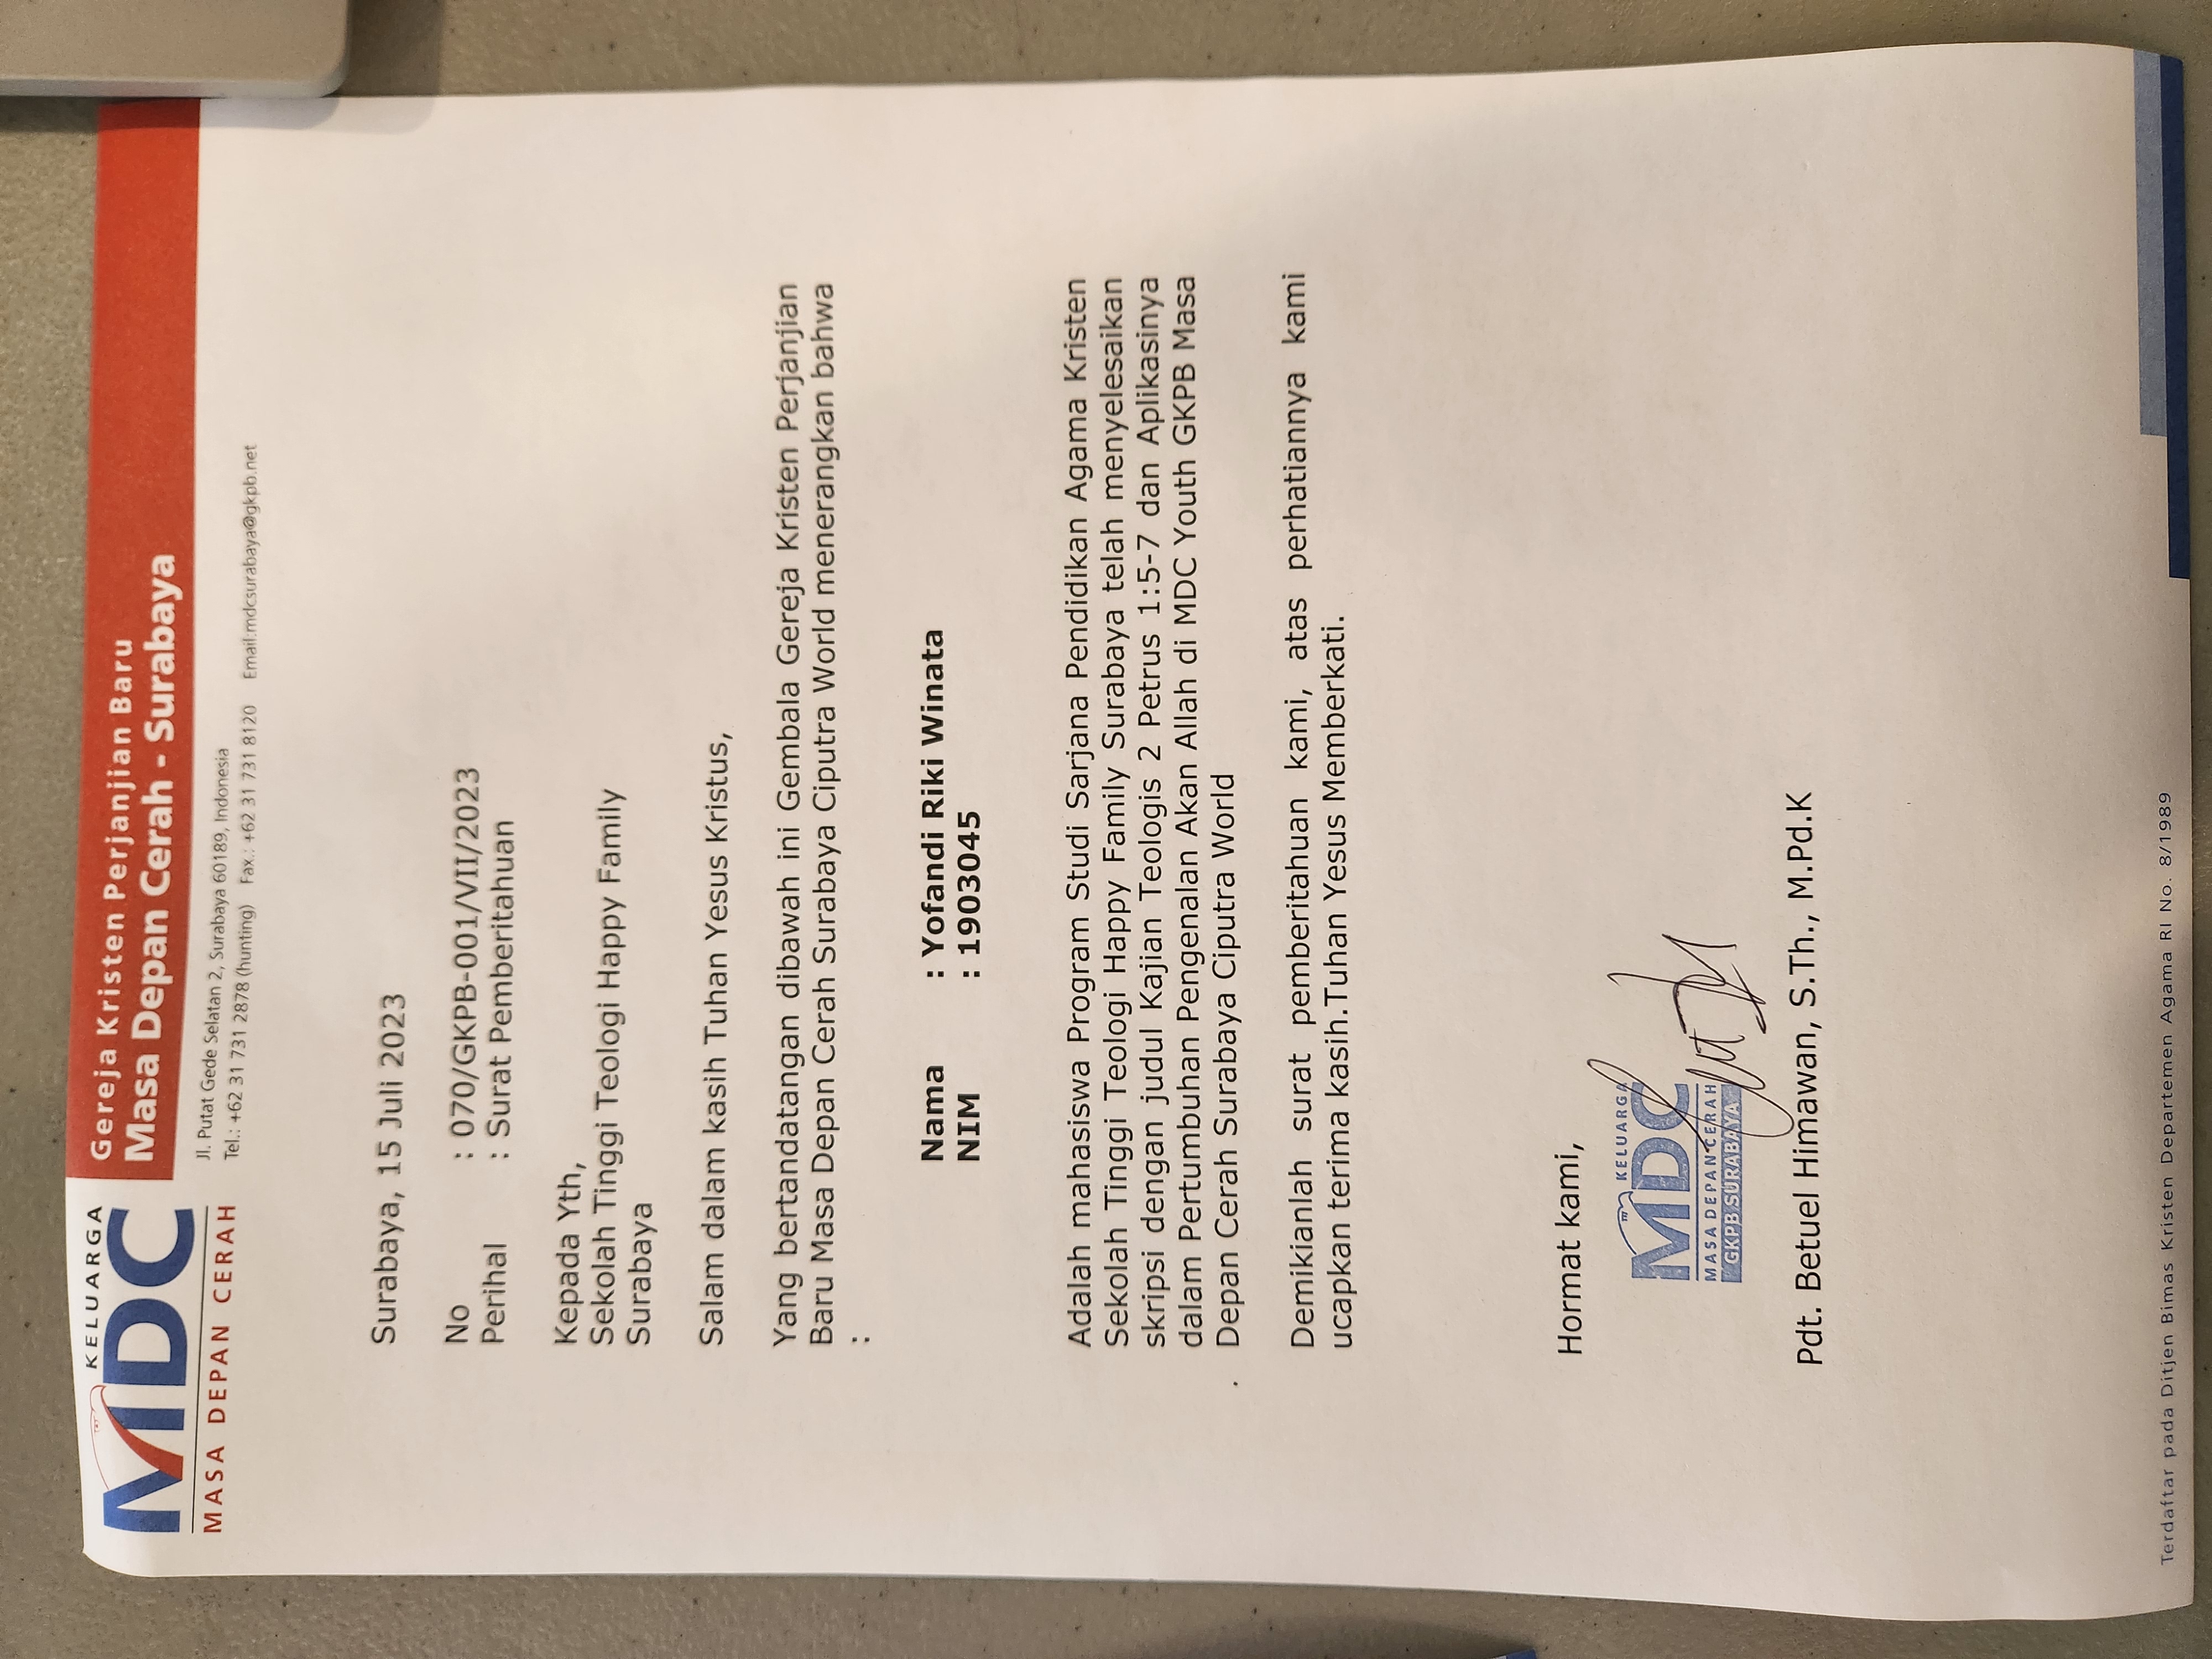 KELUARGA
MDC
MASA DEPAN CERAH
Gereja Kristen Perjanjian Baru
Masa Depan Cerah - Surabaya
Jl. Putat Gede Selatan 2, Surabaya 60189, Indonesia
Tel.: +62 31 731 2878 (hunting) Fax.: +62 31 731 8120 Email:mdcsurabaya@gkpb.net
Surabaya, 15 Juli 2023
No : 070/GKPB-001/VII/2023
Perihal : Surat Pemberitahuan
Kepada Yth,
Sekolah Tinggi Teologi Happy Family
Surabaya
Salam dalam kasih Tuhan Yesus Kristus,
Yang bertandatangan dibawah ini Gembala Gereja Kristen Perjanjian
Baru Masa Depan Cerah Surabaya Ciputra World menerangkan bahwa
:
Nama : Yofandi Riki Winata
NIM : 1903045
Adalah mahasiswa Program Studi Sarjana Pendidikan Agama Kristen
Sekolah Tinggi Teologi Happy Family Surabaya telah menyelesaikan
skripsi dengan judul Kajian Teologis 2 Petrus 1:5-7 dan Aplikasinya
dalam Pertumbuhan Pengenalan Akan Allah di MDC Youth GKPB Masa
Depan Cerah Surabaya Ciputra World
Demikianlah surat pemberitahuan kami, atas perhatiannya kami
ucapkan terima kasih.Tuhan Yesus Memberkati.
Hormat kami,
KELUARGA
MDC
MASA DEPAN CERAH
GKPB SURABAYA
Pdt. Betuel Himawan, S.Th., M.Pd.K
Terdaftar pada Ditjen Bimas Kristen Departemen Agama RI No. 8/1989